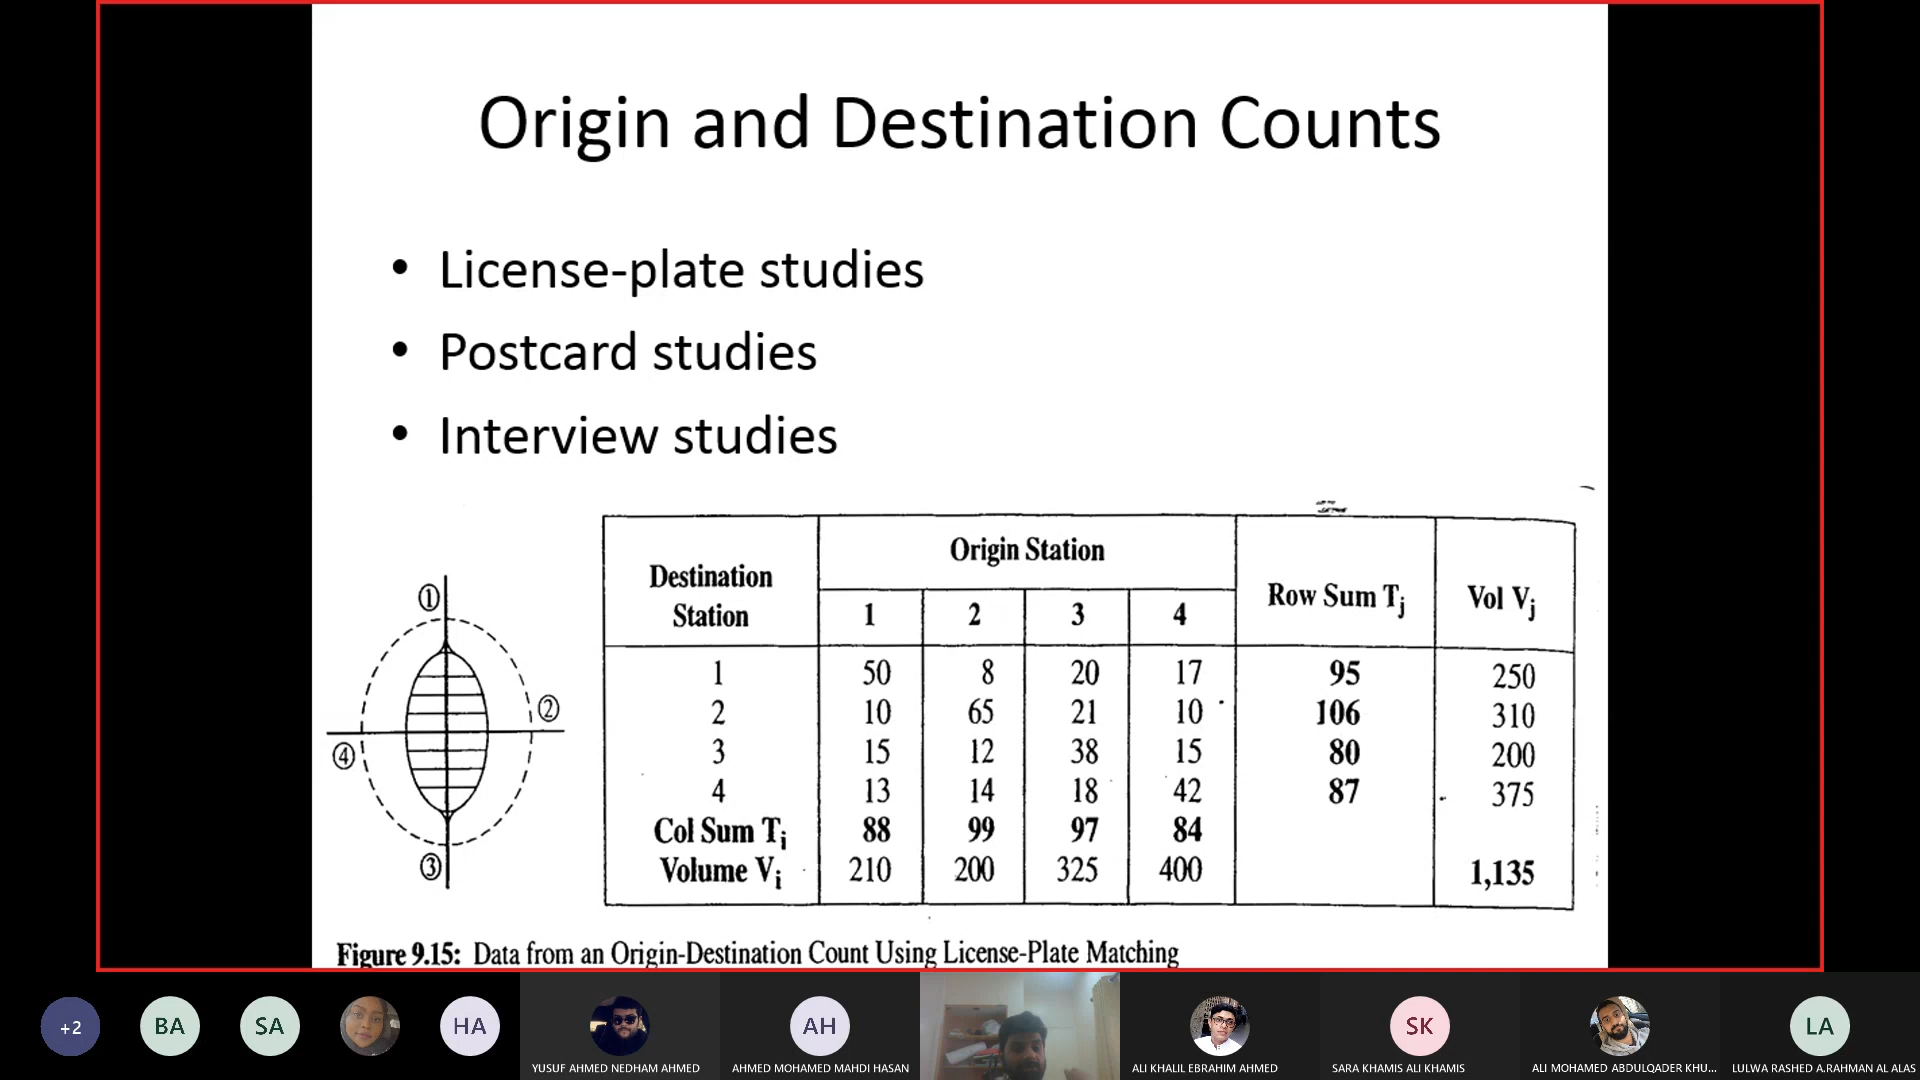 Origin and Destination Counts
• License-plate studies
• Postcard studies
• Interview studies
① ② ③ ④
Destination Station Origin Station Row Sum Tj Vol Vj
1 2 3 4
1 50 8 20 17 95 250
2 10 65 21 10 106 310
3 15 12 38 15 80 200
4 13 14 18 42 87 375
Col Sum Ti 88 99 97 84
Volume Vi 210 200 325 400 1,135
Figure 9.15: Data from an Origin-Destination Count Using License-Plate Matching
+2 BA SA HA AH SK LA
YUSUF AHMED NEDHAM AHMED
AHMED MOHAMED MAHDI HASAN
ALI KHALIL EBRAHIM AHMED
SARA KHAMIS ALI KHAMIS
ALI MOHAMED ABDULQADER KHU...
LULWA RASHED A.RAHMAN AL ALAS